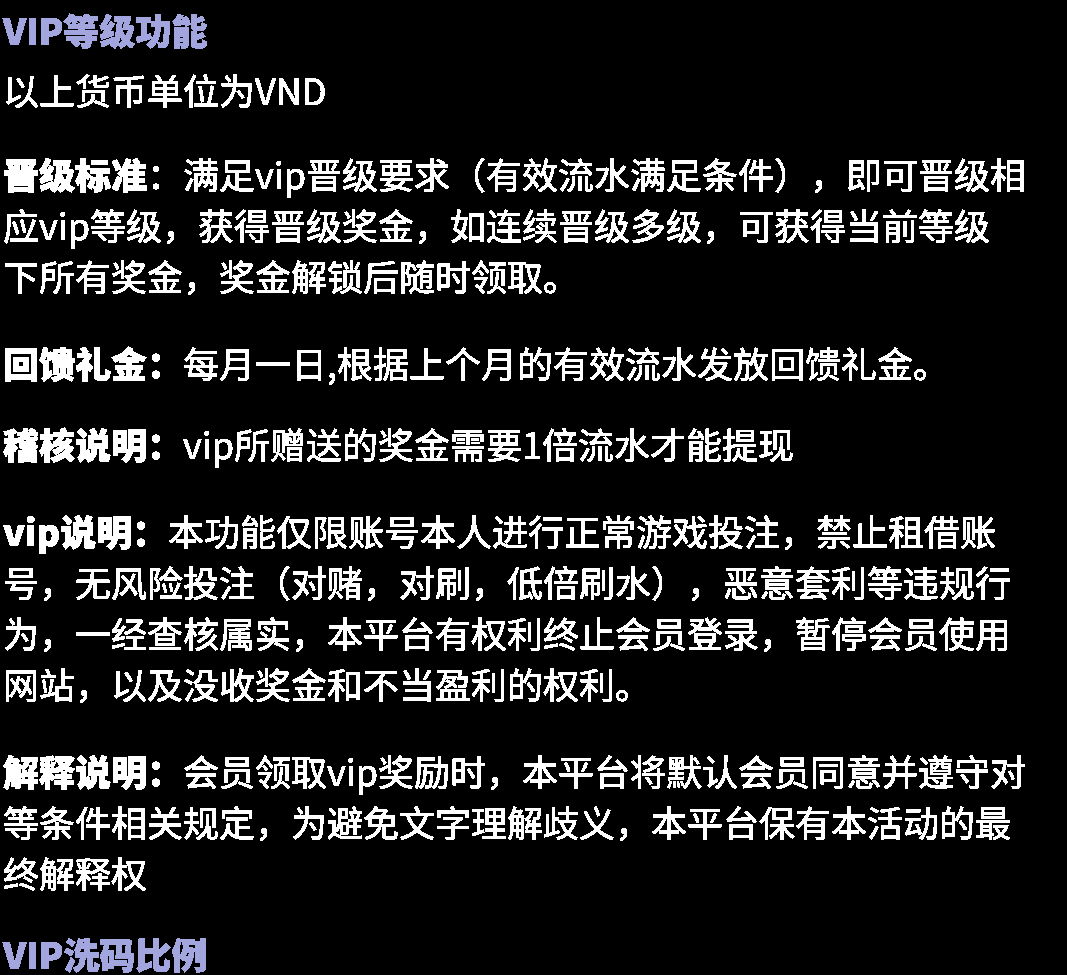 VIP等级功能
以上货币单位为VND
晋级标准：满足vip晋级要求（有效流水满足条件），即可晋级相
应vip等级，获得晋级奖金，如连续晋级多级，可获得当前等级
下所有奖金，奖金解锁后随时领取。
回馈礼金：每月一日,根据上个月的有效流水发放回馈礼金。
稽核说明：vip所赠送的奖金需要1倍流水才能提现
vip说明：本功能仅限账号本人进行正常游戏投注，禁止租借账
号，无风险投注（对赌，对刷，低倍刷水），恶意套利等违规行
为，一经查核属实，本平台有权利终止会员登录，暂停会员使用
网站，以及没收奖金和不当盈利的权利。
解释说明：会员领取vip奖励时，本平台将默认会员同意并遵守对
等条件相关规定，为避免文字理解歧义，本平台保有本活动的最
终解释权
VIP洗码比例